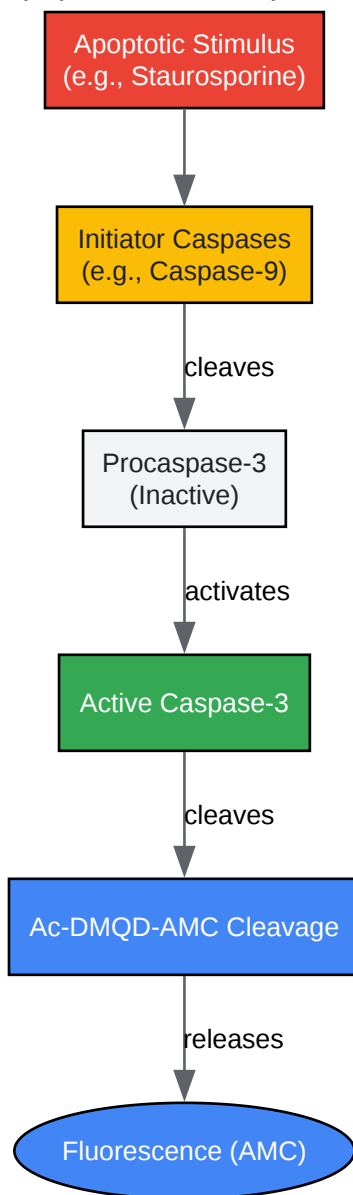 Apoptotic Stimulus
(e.g., Staurosporine)
Initiator Caspases
(e.g., Caspase-9)
cleaves
Procaspase-3
(Inactive)
activates
Active Caspase-3
cleaves
Ac-DMQD-AMC Cleavage
releases
Fluorescence (AMC)